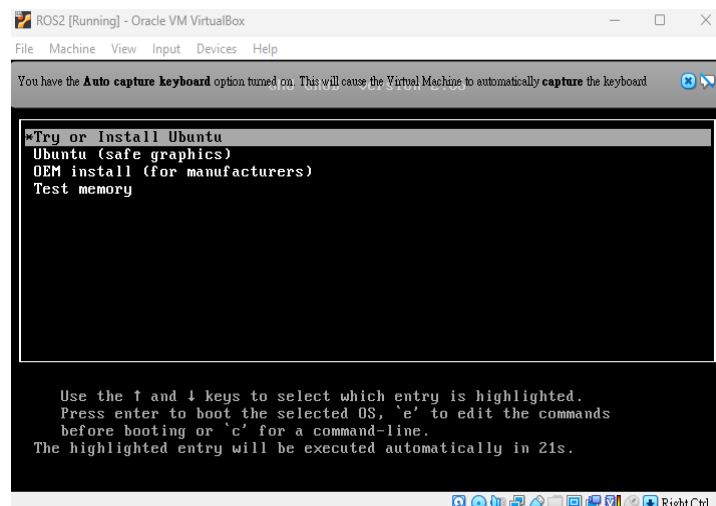 ROS2 [Running] - Oracle VM VirtualBox
File Machine View Input Devices Help
You have the Auto capture keyboard option turned on. This will cause the Virtual Machine to automatically capture the keyboard
*Try or Install Ubuntu
Ubuntu (safe graphics)
OEM install (for manufacturers)
Test memory
Use the ↑ and ↓ keys to select which entry is highlighted.
Press enter to boot the selected OS, `e' to edit the commands
before booting or `c' for a command-line.
The highlighted entry will be executed automatically in 21s.
Right Ctrl